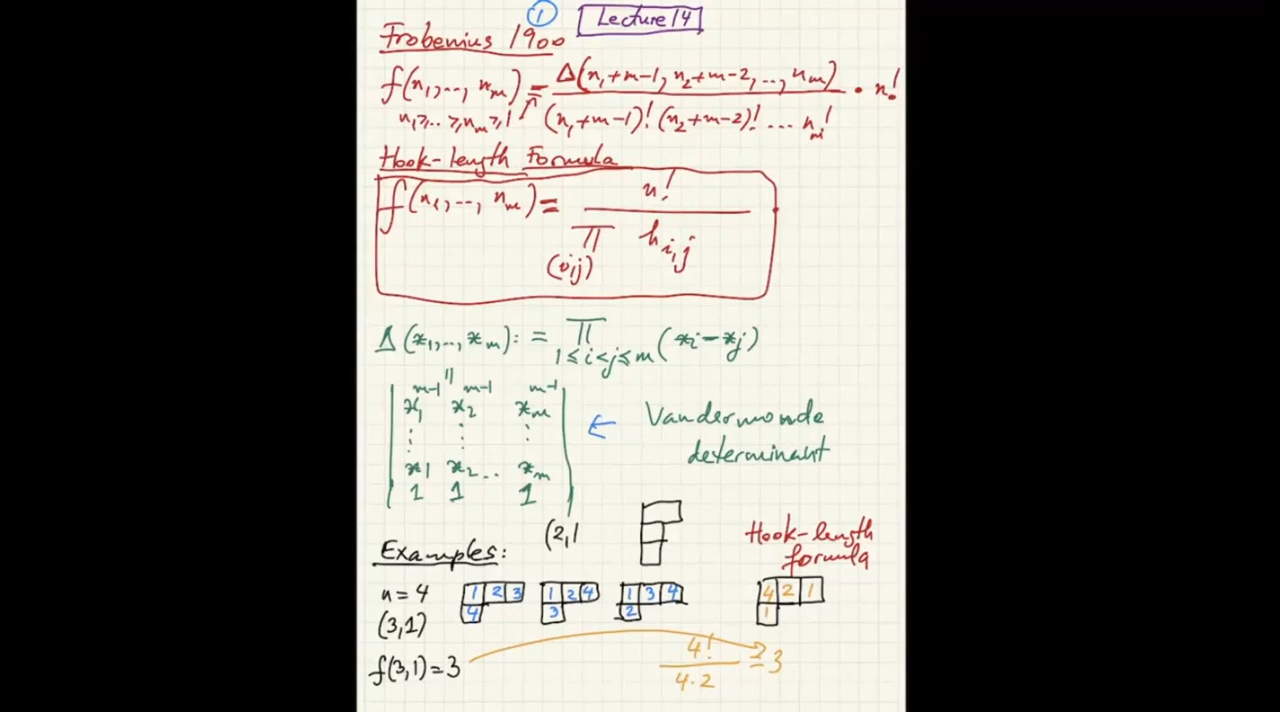 ① Lecture 14
Frobenius 1900
f(n₁,..., nₘ) = Δ(n₁+m-1, n₂+m-2, .., nₘ) / (n₁+m-1)! (n₂+m-2)! ... nₘ! · n!
n₁ ≥ .. ≥ nₘ ≥ 1
Hook-length Formula
f(n₁,..., nₘ) = n! / ∏ h i,j
(i,j)
Δ(x₁,..., xₘ) := ∏ (xi - xj)
1 ≤ i < j ≤ m
||
x₁^m-1 x₂^m-1 xₘ^m-1
⋮ ⋮ ⋮
x₁ x₂ .. xₘ
1 1 1
← Vandermonde
determinant
Examples:
(2,1
Hook-length
formula
n = 4
1 2 3
4
1 2 4
3
1 3 4
2
4 2 1
1
(3,1)
f(3,1) = 3
4! / 4·2 = 3